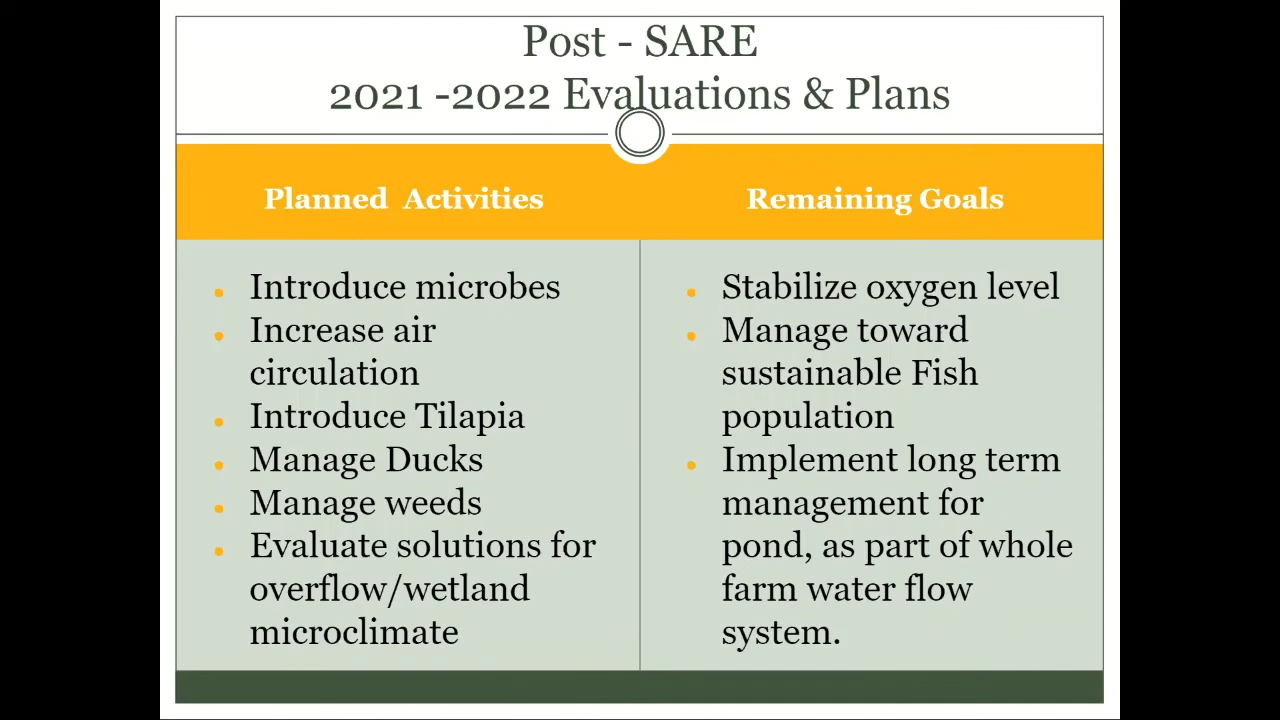 Post - SARE
2021 -2022 Evaluations & Plans
Planned Activities
Introduce microbes
Increase air
circulation
Introduce Tilapia
Manage Ducks
Manage weeds
Evaluate solutions for
overflow/wetland
microclimate
Remaining Goals
Stabilize oxygen level
Manage toward
sustainable Fish
population
Implement long term
management for
pond, as part of whole
farm water flow
system.